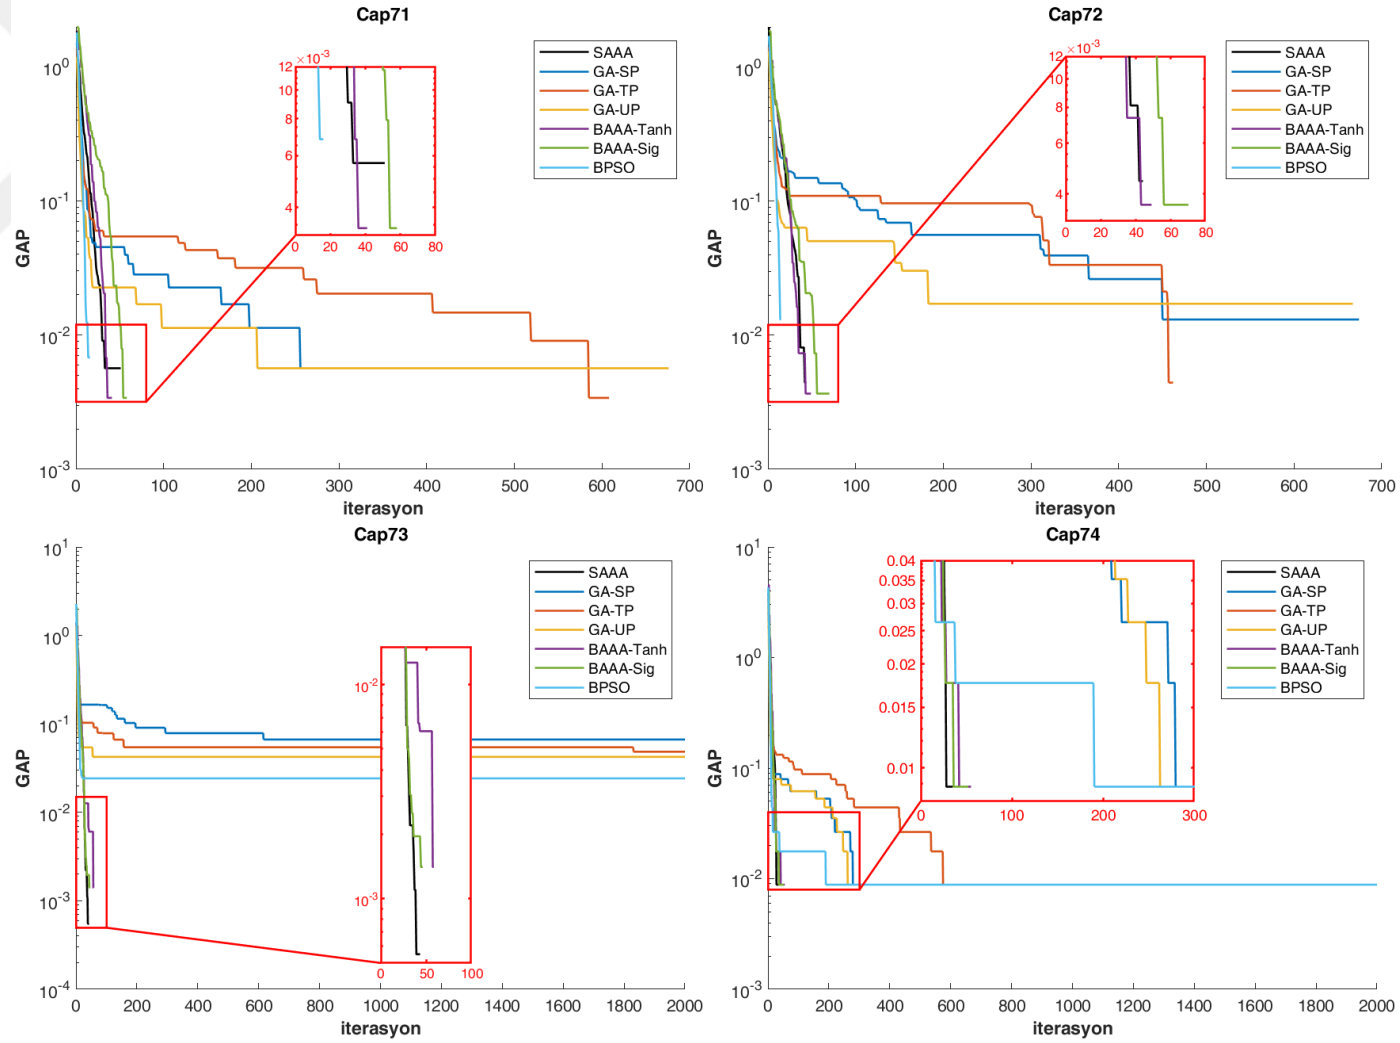 Cap71
10^0
10^-1
10^-2
10^-3
GAP
0 100 200 300 400 500 600 700
iterasyon
SAAA
GA-SP
GA-TP
GA-UP
BAAA-Tanh
BAAA-Sig
BPSO
12 ×10^-3
10
8
6
4
0 20 40 60 80
Cap72
10^0
10^-1
10^-2
10^-3
GAP
0 100 200 300 400 500 600 700
iterasyon
SAAA
GA-SP
GA-TP
GA-UP
BAAA-Tanh
BAAA-Sig
BPSO
12 ×10^-3
10
8
6
4
0 20 40 60 80
Cap73
10^1
10^0
10^-1
10^-2
10^-3
10^-4
GAP
0 200 400 600 800 1000 1200 1400 1600 1800 2000
iterasyon
SAAA
GA-SP
GA-TP
GA-UP
BAAA-Tanh
BAAA-Sig
BPSO
10^-2
10^-3
0 50 100
Cap74
10^1
10^0
10^-1
10^-2
10^-3
GAP
0 200 400 600 800 1000 1200 1400 1600 1800 2000
iterasyon
SAAA
GA-SP
GA-TP
GA-UP
BAAA-Tanh
BAAA-Sig
BPSO
0.04
0.035
0.03
0.025
0.02
0.015
0.01
0 100 200 300